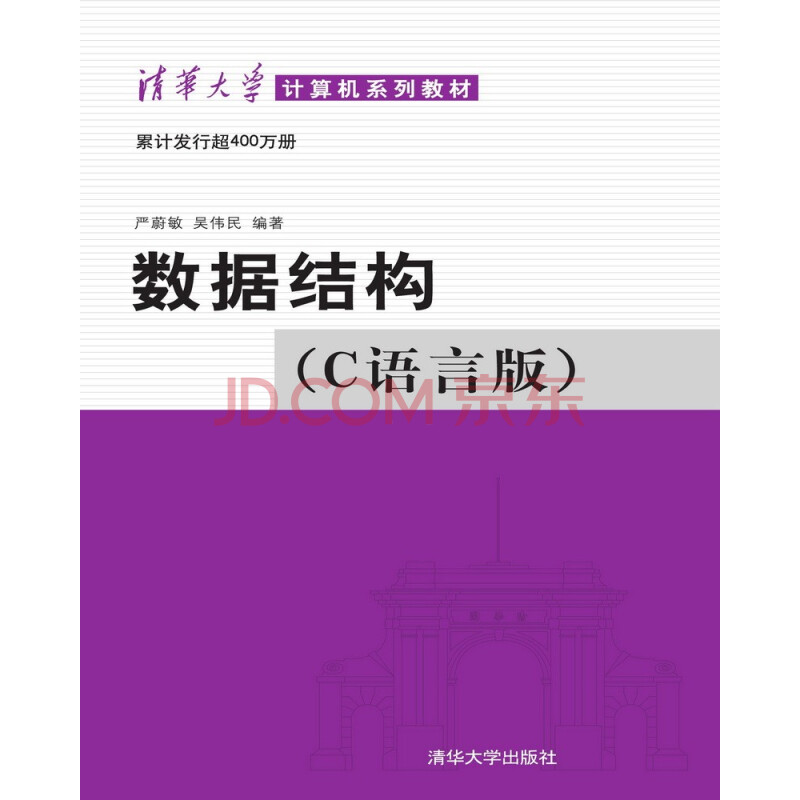 清华大学 计算机系列教材
累计发行超400万册
严蔚敏 吴伟民 编著
数据结构
（C语言版）
JD.COM 京东
清华大学出版社